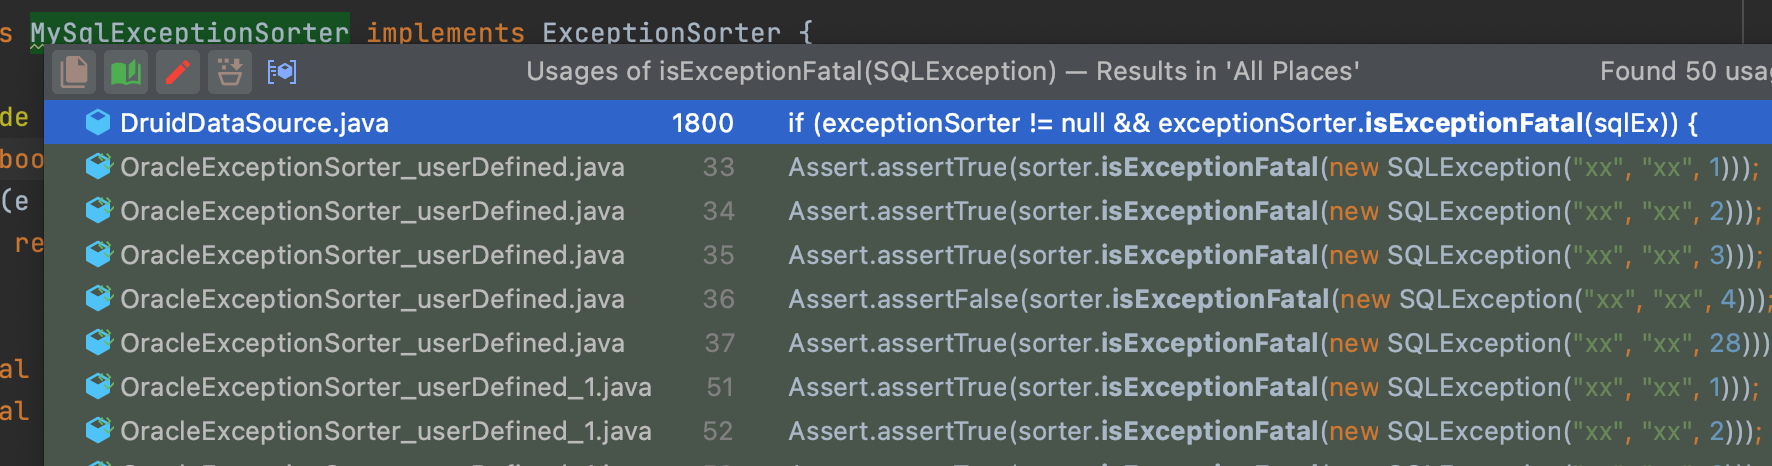 s MySqlExceptionSorter implements ExceptionSorter {
Usages of isExceptionFatal(SQLException) — Results in 'All Places' Found 50 usag
de DruidDataSource.java 1800 if (exceptionSorter != null && exceptionSorter.isExceptionFatal(sqlEx)) {
boo OracleExceptionSorter_userDefined.java 33 Assert.assertTrue(sorter.isExceptionFatal(new SQLException("xx", "xx", 1)));
(e OracleExceptionSorter_userDefined.java 34 Assert.assertTrue(sorter.isExceptionFatal(new SQLException("xx", "xx", 2)));
re OracleExceptionSorter_userDefined.java 35 Assert.assertTrue(sorter.isExceptionFatal(new SQLException("xx", "xx", 3)));
OracleExceptionSorter_userDefined.java 36 Assert.assertFalse(sorter.isExceptionFatal(new SQLException("xx", "xx", 4)));
OracleExceptionSorter_userDefined.java 37 Assert.assertTrue(sorter.isExceptionFatal(new SQLException("xx", "xx", 28)))
al OracleExceptionSorter_userDefined_1.java 51 Assert.assertTrue(sorter.isExceptionFatal(new SQLException("xx", "xx", 1)));
al OracleExceptionSorter_userDefined_1.java 52 Assert.assertTrue(sorter.isExceptionFatal(new SQLException("xx", "xx", 2)));